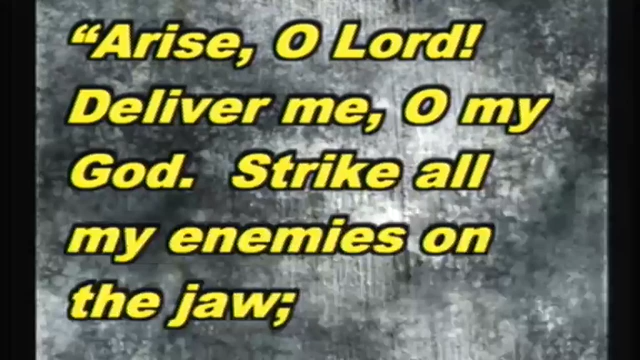 “Arise, O Lord!
Deliver me, O my
God.  Strike all
my enemies on
the jaw;